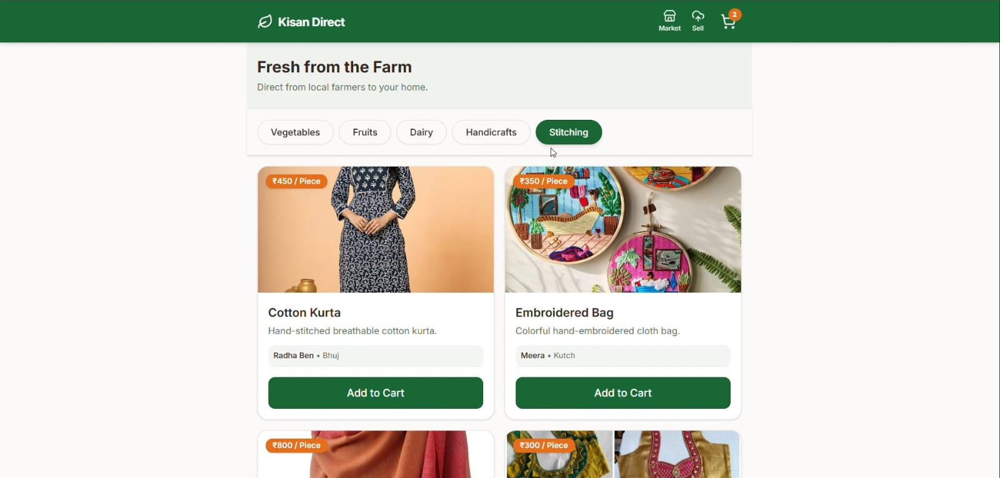 Kisan Direct
Market
Sell
2
Fresh from the Farm
Direct from local farmers to your home.
Vegetables
Fruits
Dairy
Handicrafts
Stitching
₹450 / Piece
₹350 / Piece
Cotton Kurta
Hand-stitched breathable cotton kurta.
Radha Ben • Bhuj
Add to Cart
Embroidered Bag
Colorful hand-embroidered cloth bag.
Meera • Kutch
Add to Cart
₹800 / Piece
₹300 / Piece